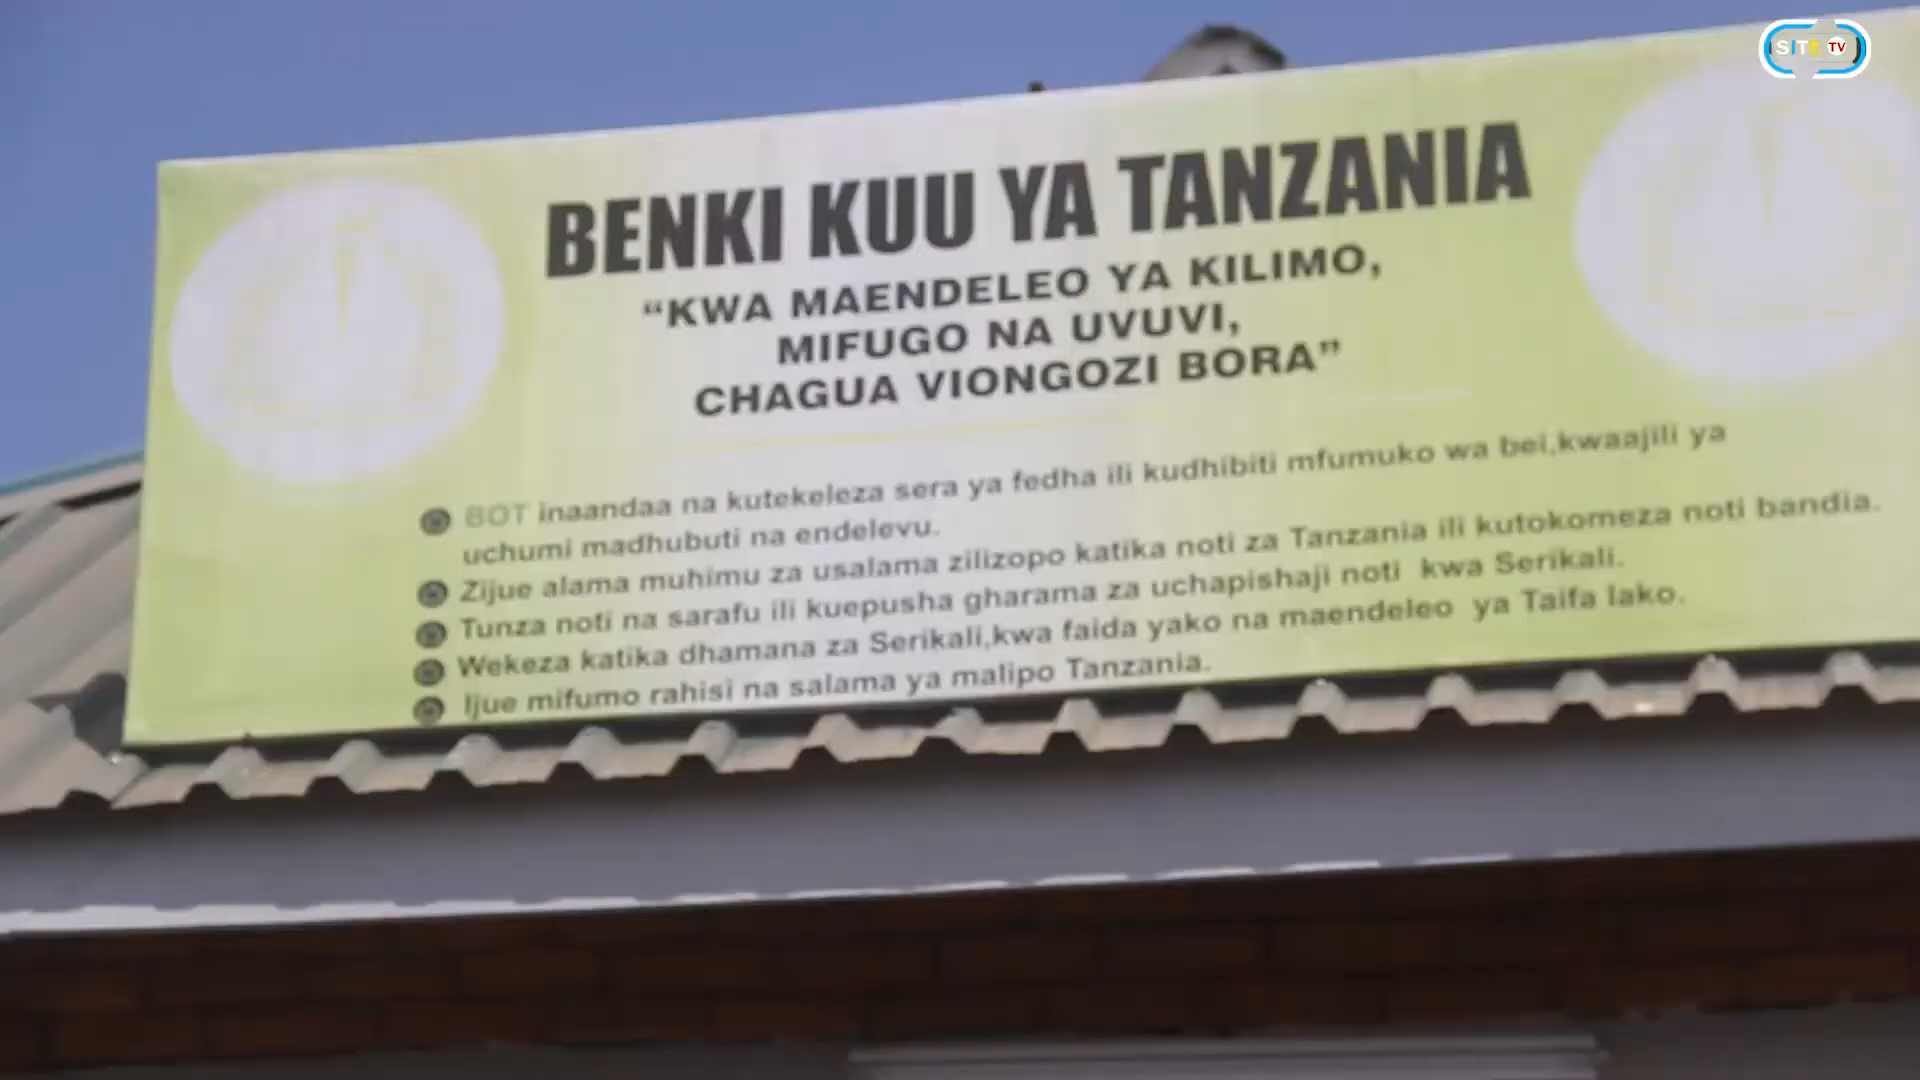 SITE TV
BENKI KUU YA TANZANIA
“KWA MAENDELEO YA KILIMO,
MIFUGO NA UVUVI,
CHAGUA VIONGOZI BORA”
BOT inaandaa na kutekeleza sera ya fedha ili kudhibiti mfumuko wa bei,kwaajili ya
uchumi madhubuti na endelevu.
Zijue alama muhimu za usalama zilizopo katika noti za Tanzania ili kutokomeza noti bandia.
Tunza noti na sarafu ili kuepusha gharama za uchapishaji noti kwa Serikali.
Wekeza katika dhamana za Serikali,kwa faida yako na maendeleo ya Taifa lako.
Ijue mifumo rahisi na salama ya malipo Tanzania.